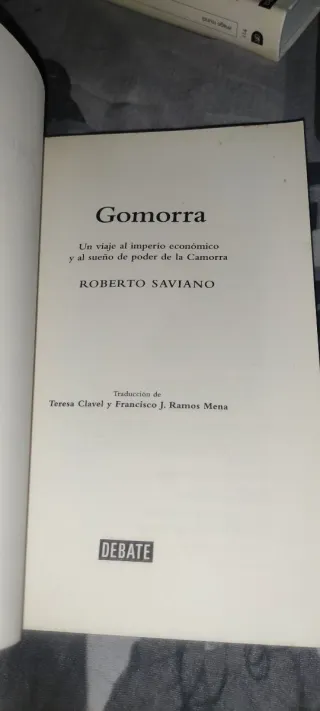 Gomorra
Un viaje al imperio económico
y al sueño de poder de la Camorra
ROBERTO SAVIANO
Traducción de
Teresa Clavel y Francisco J. Ramos Mena
DEBATE